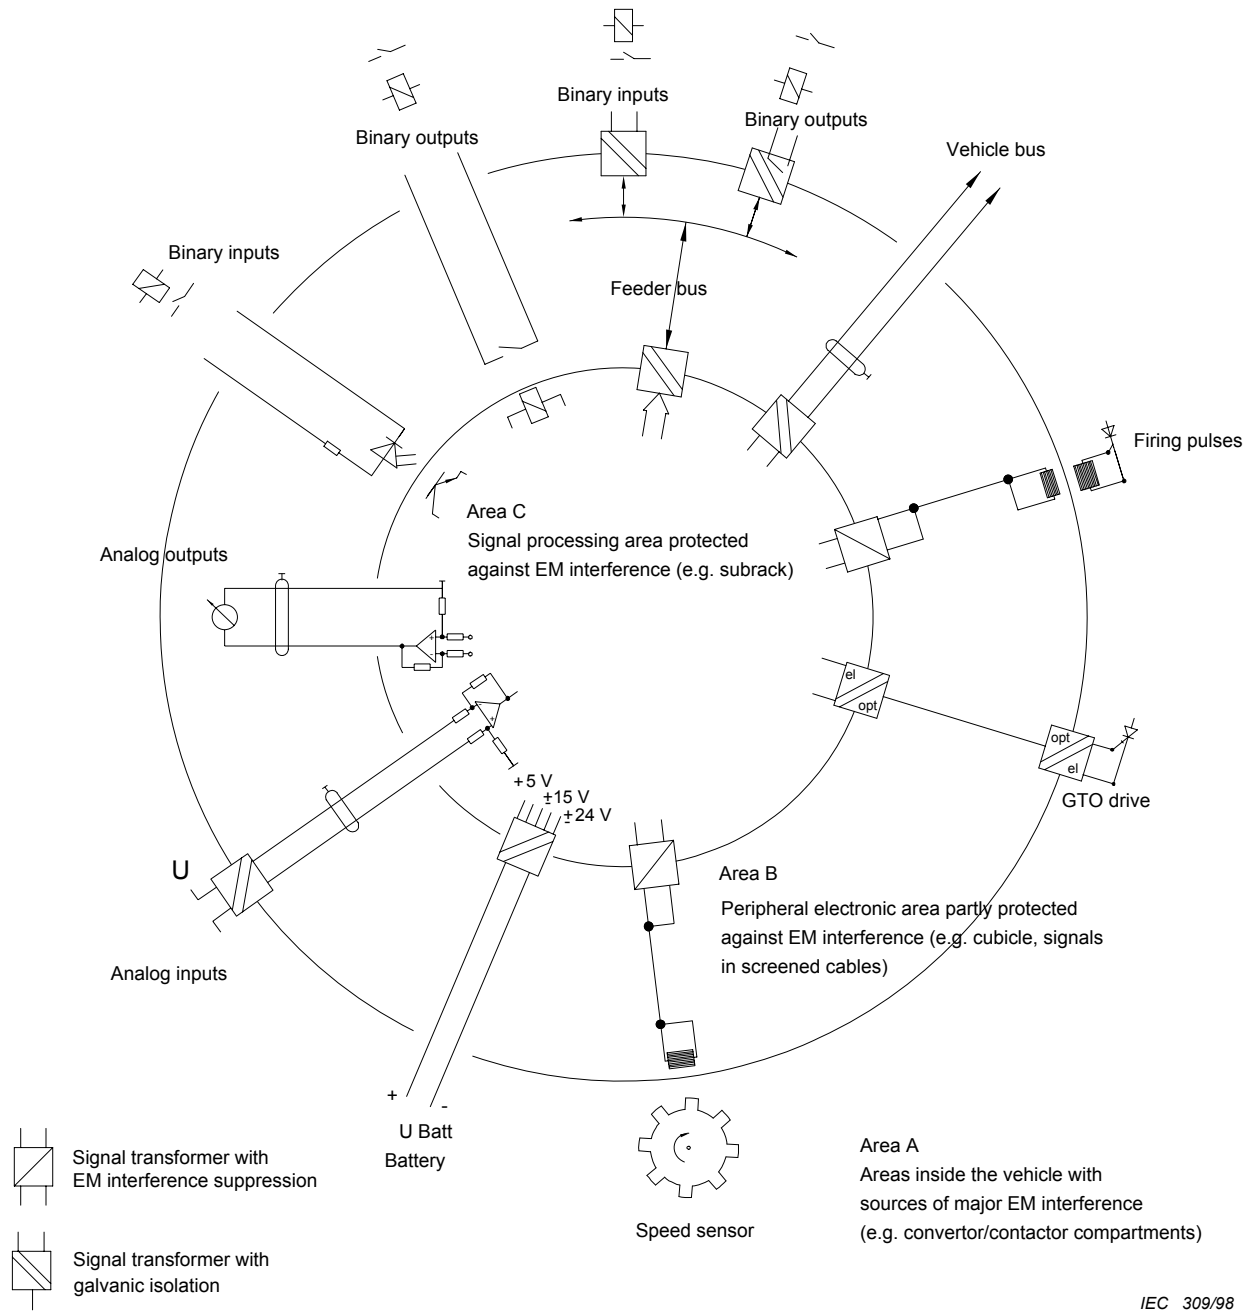 Binary inputs
Binary outputs
Binary outputs
Vehicle bus
Binary inputs
Feeder bus
Firing pulses
Area C
Signal processing area protected
against EM interference (e.g. subrack)
Analog outputs
+
-
el
opt
opt
el
GTO drive
+
+5 V
±15 V
±24 V
U
Analog inputs
Area B
Peripheral electronic area partly protected
against EM interference (e.g. cubicle, signals
in screened cables)
+
-
U Batt
Battery
Signal transformer with
EM interference suppression
Signal transformer with
galvanic isolation
Speed sensor
Area A
Areas inside the vehicle with
sources of major EM interference
(e.g. convertor/contactor compartments)
IEC 309/98